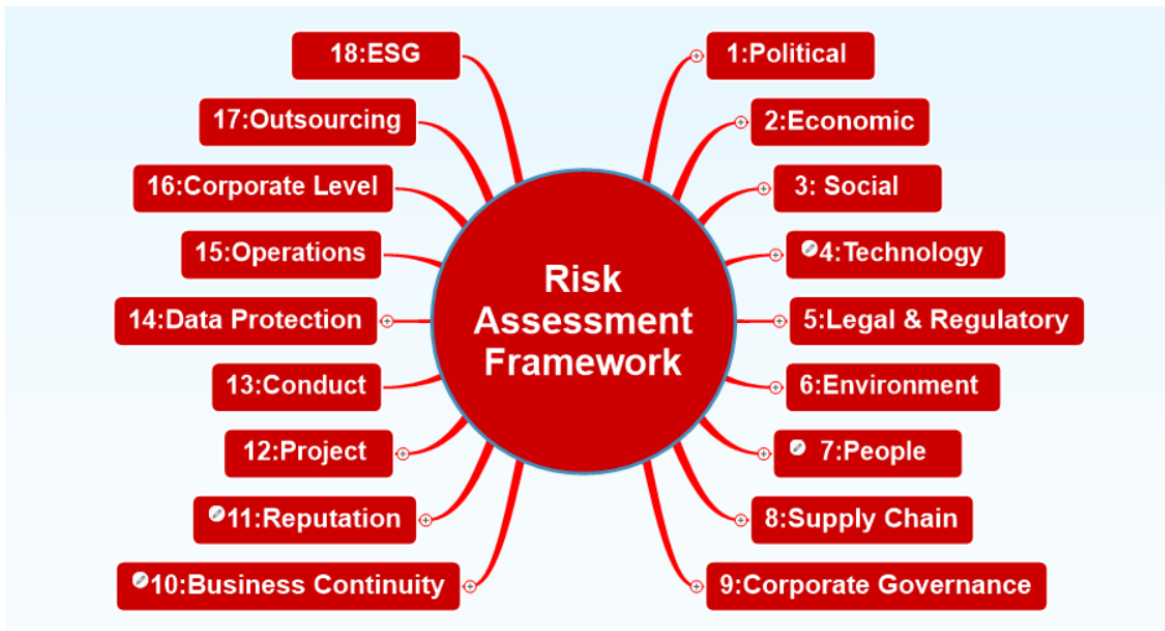 Risk
Assessment
Framework
1:Political
2:Economic
3: Social
4:Technology
5:Legal & Regulatory
6:Environment
7:People
8:Supply Chain
9:Corporate Governance
10:Business Continuity
11:Reputation
12:Project
13:Conduct
14:Data Protection
15:Operations
16:Corporate Level
17:Outsourcing
18:ESG